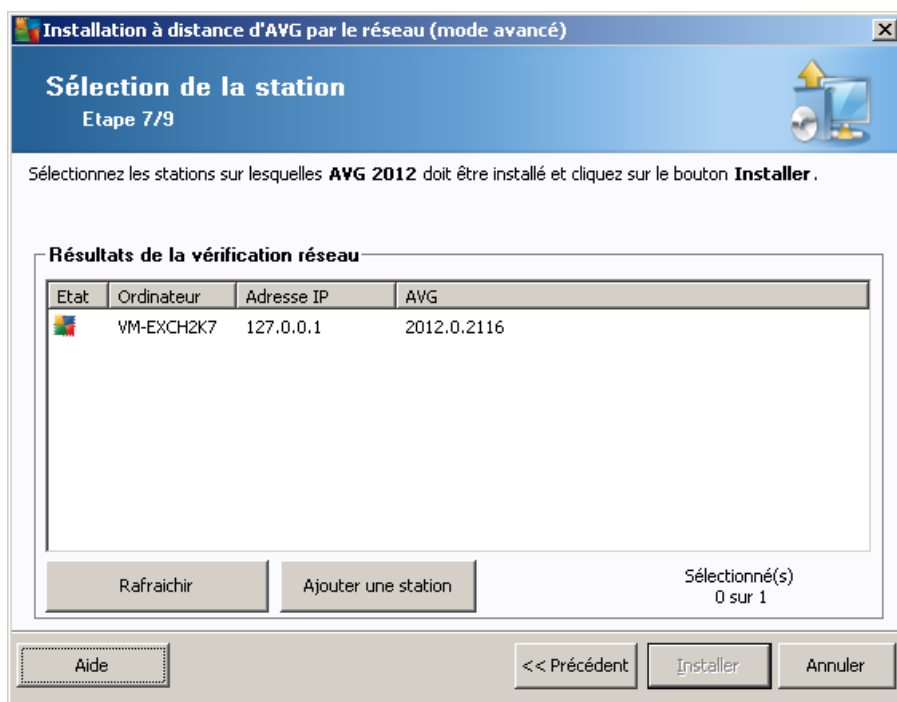 Installation à distance d'AVG par le réseau (mode avancé)
Sélection de la station
Etape 7/9
Sélectionnez les stations sur lesquelles AVG 2012 doit être installé et cliquez sur le bouton Installer.
Résultats de la vérification réseau
Etat Ordinateur Adresse IP AVG
VM-EXCH2K7 127.0.0.1 2012.0.2116
Rafraichir Ajouter une station Sélectionné(s)
0 sur 1
Aide << Précédent Installer Annuler